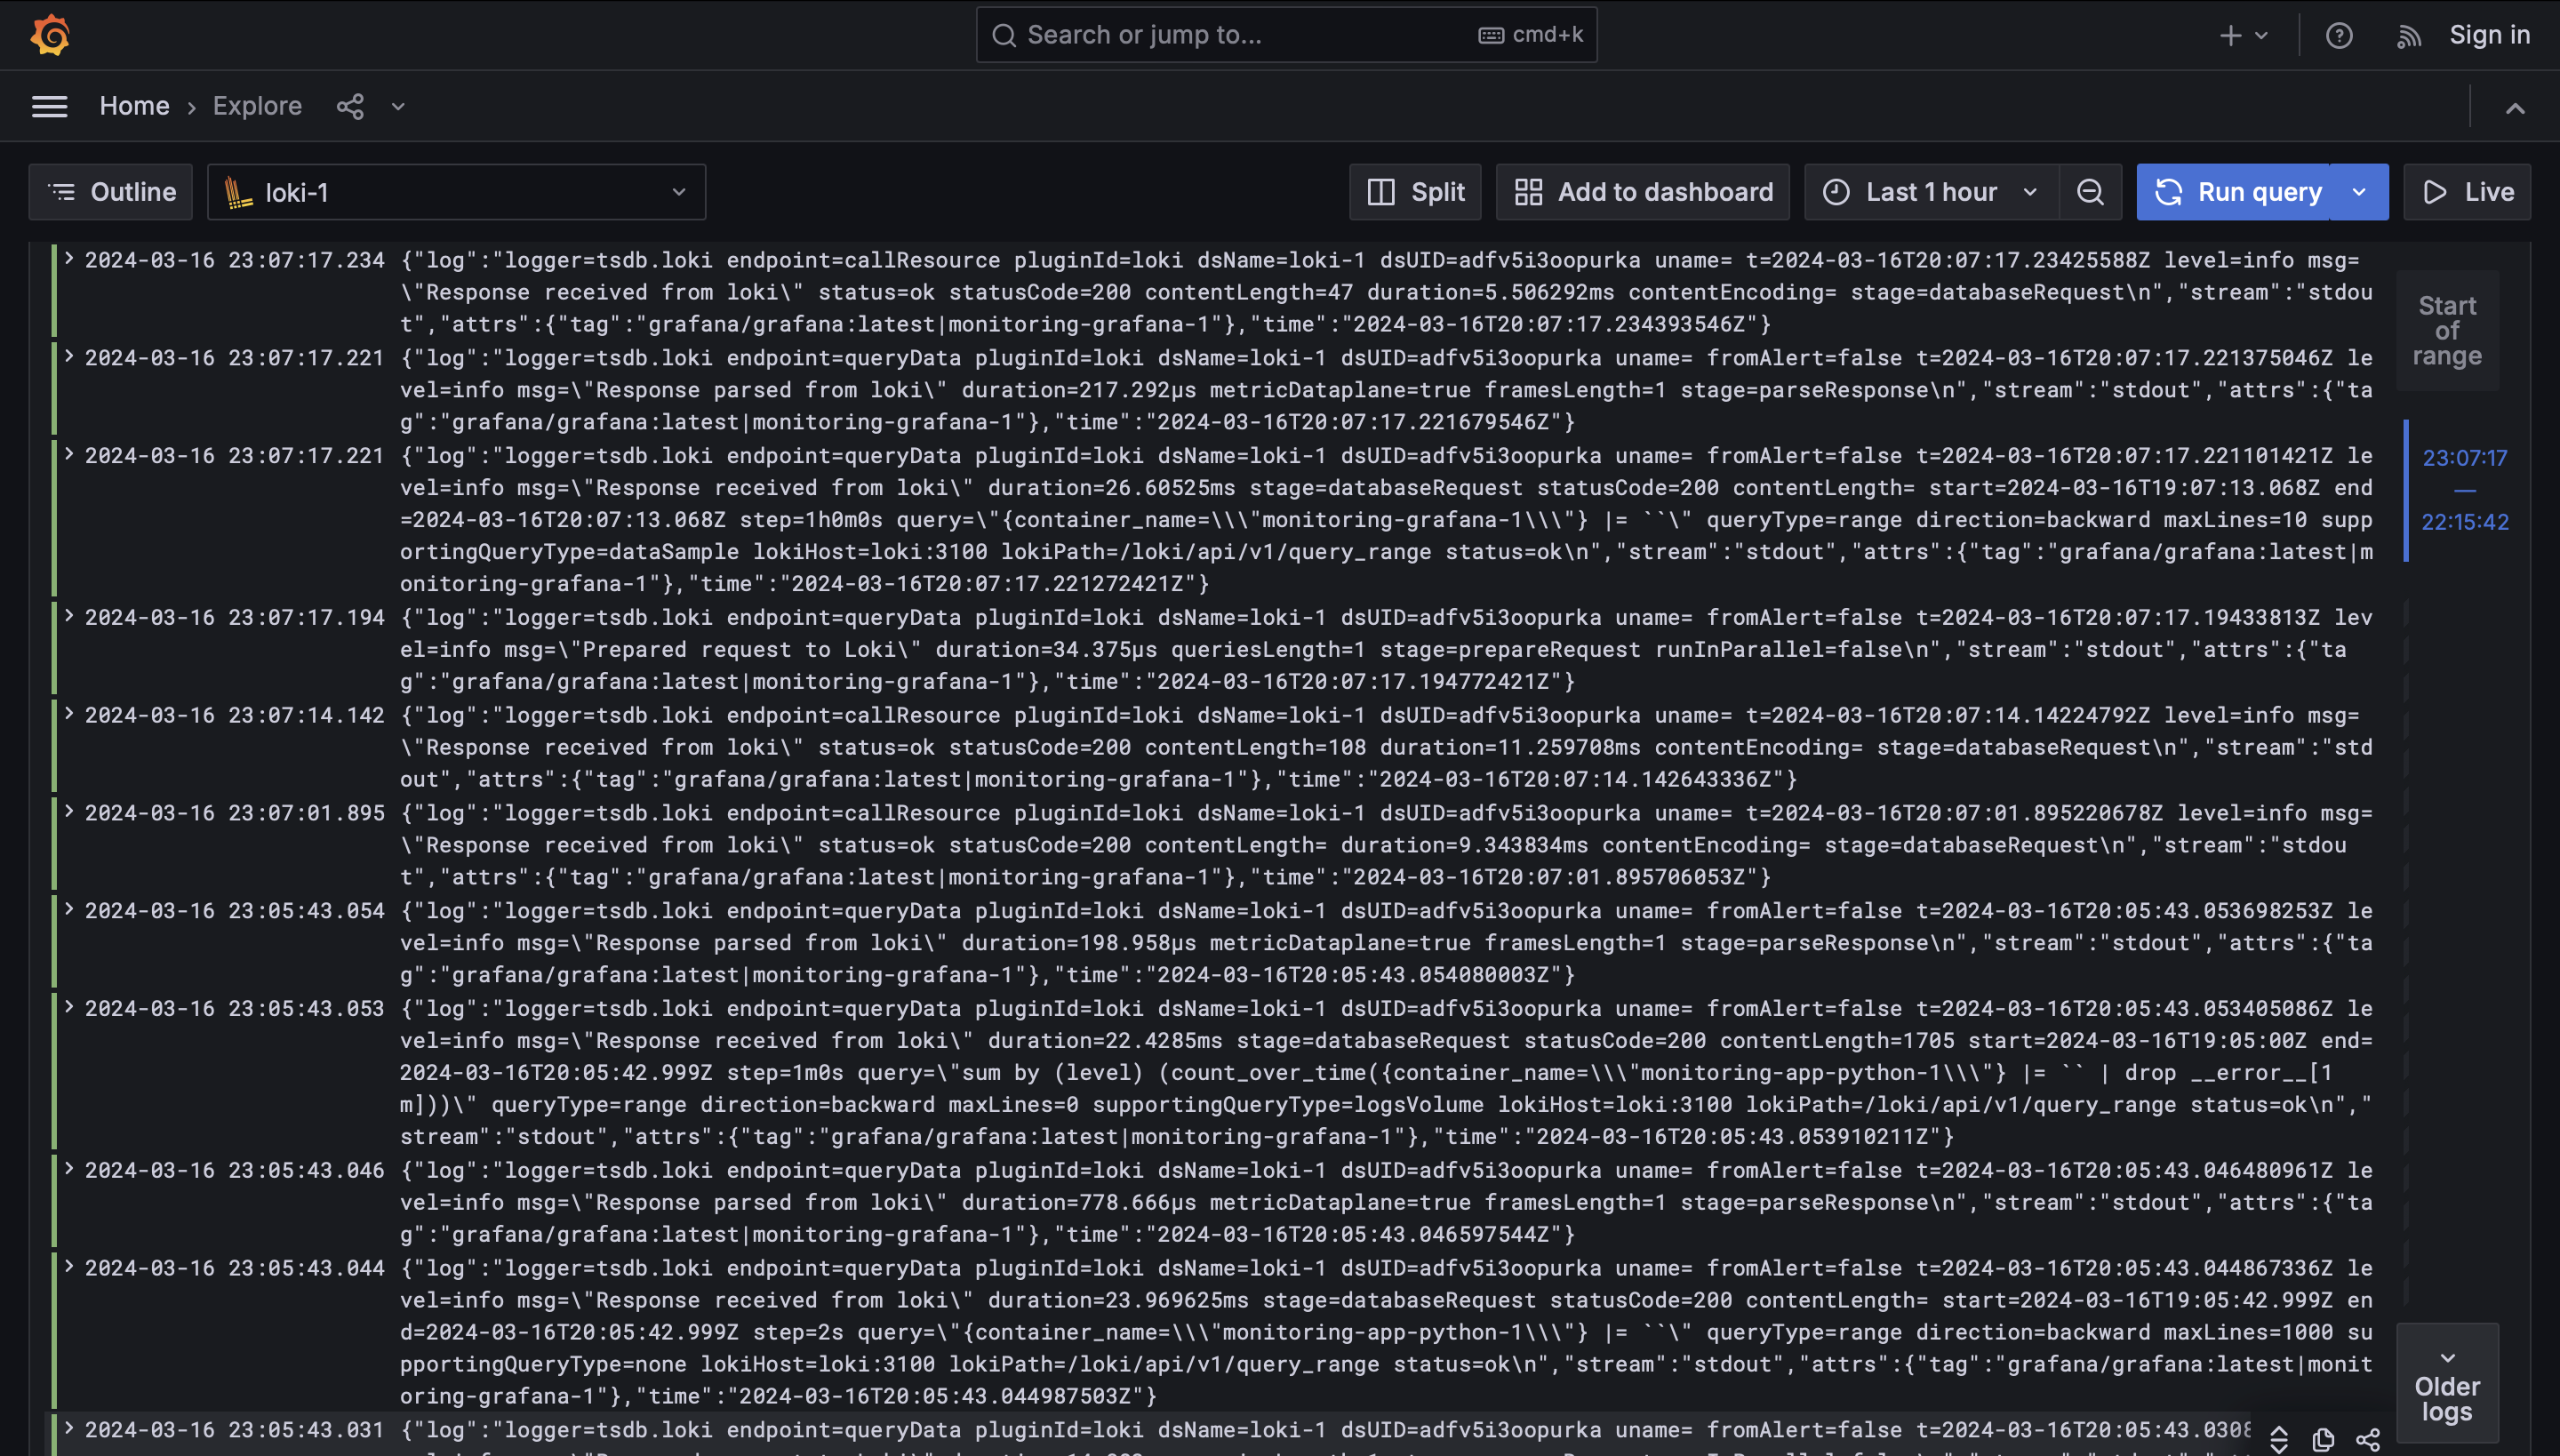 Search or jump to... cmd+k Sign in
Home › Explore
Outline loki-1 Split Add to dashboard Last 1 hour Run query Live
2024-03-16 23:07:17.234 {"log":"logger=tsdb.loki endpoint=callResource pluginId=loki dsName=loki-1 dsUID=adfv5i3oopurka uname= t=2024-03-16T20:07:17.23425588Z level=info msg=
\"Response received from loki\" status=ok statusCode=200 contentLength=47 duration=5.506292ms contentEncoding= stage=databaseRequest\n","stream":"stdou
t","attrs":{"tag":"grafana/grafana:latest|monitoring-grafana-1"},"time":"2024-03-16T20:07:17.234393546Z"}
2024-03-16 23:07:17.221 {"log":"logger=tsdb.loki endpoint=queryData pluginId=loki dsName=loki-1 dsUID=adfv5i3oopurka uname= fromAlert=false t=2024-03-16T20:07:17.221375046Z le
vel=info msg=\"Response parsed from loki\" duration=217.292µs metricDataplane=true framesLength=1 stage=parseResponse\n","stream":"stdout","attrs":{"ta
g":"grafana/grafana:latest|monitoring-grafana-1"},"time":"2024-03-16T20:07:17.221679546Z"}
2024-03-16 23:07:17.221 {"log":"logger=tsdb.loki endpoint=queryData pluginId=loki dsName=loki-1 dsUID=adfv5i3oopurka uname= fromAlert=false t=2024-03-16T20:07:17.221101421Z le
vel=info msg=\"Response received from loki\" duration=26.60525ms stage=databaseRequest statusCode=200 contentLength= start=2024-03-16T19:07:13.068Z end
=2024-03-16T20:07:13.068Z step=1h0m0s query=\"{container_name=\\\"monitoring-grafana-1\\\"} |= ``\" queryType=range direction=backward maxLines=10 supp
ortingQueryType=dataSample lokiHost=loki:3100 lokiPath=/loki/api/v1/query_range status=ok\n","stream":"stdout","attrs":{"tag":"grafana/grafana:latest|m
onitoring-grafana-1"},"time":"2024-03-16T20:07:17.221272421Z"}
2024-03-16 23:07:17.194 {"log":"logger=tsdb.loki endpoint=queryData pluginId=loki dsName=loki-1 dsUID=adfv5i3oopurka uname= fromAlert=false t=2024-03-16T20:07:17.19433813Z lev
el=info msg=\"Prepared request to Loki\" duration=34.375µs queriesLength=1 stage=prepareRequest runInParallel=false\n","stream":"stdout","attrs":{"ta
g":"grafana/grafana:latest|monitoring-grafana-1"},"time":"2024-03-16T20:07:17.194772421Z"}
2024-03-16 23:07:14.142 {"log":"logger=tsdb.loki endpoint=callResource pluginId=loki dsName=loki-1 dsUID=adfv5i3oopurka uname= t=2024-03-16T20:07:14.14224792Z level=info msg=
\"Response received from loki\" status=ok statusCode=200 contentLength=108 duration=11.259708ms contentEncoding= stage=databaseRequest\n","stream":"std
out","attrs":{"tag":"grafana/grafana:latest|monitoring-grafana-1"},"time":"2024-03-16T20:07:14.142643336Z"}
2024-03-16 23:07:01.895 {"log":"logger=tsdb.loki endpoint=callResource pluginId=loki dsName=loki-1 dsUID=adfv5i3oopurka uname= t=2024-03-16T20:07:01.895220678Z level=info msg=
\"Response received from loki\" status=ok statusCode=200 contentLength= duration=9.343834ms contentEncoding= stage=databaseRequest\n","stream":"stdou
t","attrs":{"tag":"grafana/grafana:latest|monitoring-grafana-1"},"time":"2024-03-16T20:07:01.895706053Z"}
2024-03-16 23:05:43.054 {"log":"logger=tsdb.loki endpoint=queryData pluginId=loki dsName=loki-1 dsUID=adfv5i3oopurka uname= fromAlert=false t=2024-03-16T20:05:43.053698253Z le
vel=info msg=\"Response parsed from loki\" duration=198.958µs metricDataplane=true framesLength=1 stage=parseResponse\n","stream":"stdout","attrs":{"ta
g":"grafana/grafana:latest|monitoring-grafana-1"},"time":"2024-03-16T20:05:43.054080003Z"}
2024-03-16 23:05:43.053 {"log":"logger=tsdb.loki endpoint=queryData pluginId=loki dsName=loki-1 dsUID=adfv5i3oopurka uname= fromAlert=false t=2024-03-16T20:05:43.053405086Z le
vel=info msg=\"Response received from loki\" duration=22.4285ms stage=databaseRequest statusCode=200 contentLength=1705 start=2024-03-16T19:05:00Z end=
2024-03-16T20:05:42.999Z step=1m0s query=\"sum by (level) (count_over_time({container_name=\\\"monitoring-app-python-1\\\"} |= `` | drop __error__[1
m]))\" queryType=range direction=backward maxLines=0 supportingQueryType=logsVolume lokiHost=loki:3100 lokiPath=/loki/api/v1/query_range status=ok\n","
stream":"stdout","attrs":{"tag":"grafana/grafana:latest|monitoring-grafana-1"},"time":"2024-03-16T20:05:43.053910211Z"}
2024-03-16 23:05:43.046 {"log":"logger=tsdb.loki endpoint=queryData pluginId=loki dsName=loki-1 dsUID=adfv5i3oopurka uname= fromAlert=false t=2024-03-16T20:05:43.046480961Z le
vel=info msg=\"Response parsed from loki\" duration=778.666µs metricDataplane=true framesLength=1 stage=parseResponse\n","stream":"stdout","attrs":{"ta
g":"grafana/grafana:latest|monitoring-grafana-1"},"time":"2024-03-16T20:05:43.046597544Z"}
2024-03-16 23:05:43.044 {"log":"logger=tsdb.loki endpoint=queryData pluginId=loki dsName=loki-1 dsUID=adfv5i3oopurka uname= fromAlert=false t=2024-03-16T20:05:43.044867336Z le
vel=info msg=\"Response received from loki\" duration=23.969625ms stage=databaseRequest statusCode=200 contentLength= start=2024-03-16T19:05:42.999Z en
d=2024-03-16T20:05:42.999Z step=2s query=\"{container_name=\\\"monitoring-app-python-1\\\"} |= ``\" queryType=range direction=backward maxLines=1000 su
pportingQueryType=none lokiHost=loki:3100 lokiPath=/loki/api/v1/query_range status=ok\n","stream":"stdout","attrs":{"tag":"grafana/grafana:latest|monit
oring-grafana-1"},"time":"2024-03-16T20:05:43.044987503Z"}
2024-03-16 23:05:43.031 {"log":"logger=tsdb.loki endpoint=queryData pluginId=loki dsName=loki-1 dsUID=adfv5i3oopurka uname= fromAlert=false t=2024-03-16T20:05:43.0308
Start
of
range
23:07:17
—
22:15:42
Older
logs